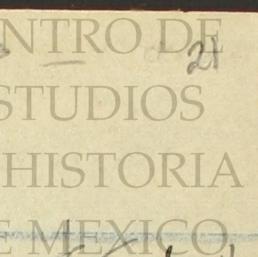 NTRO DE
21
STUDIOS
HISTORIA
E MEXICO